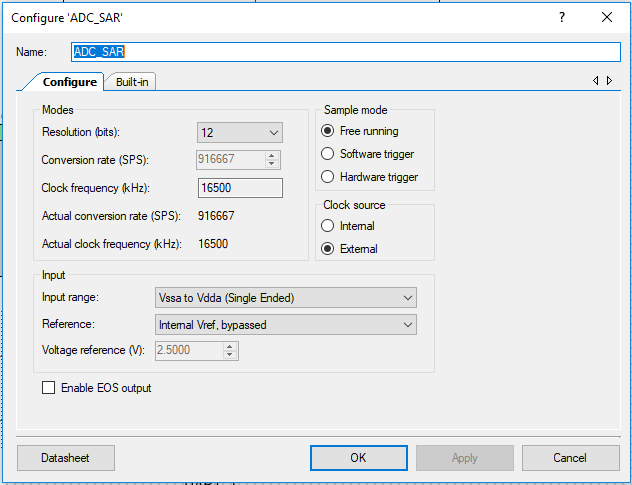 Configure 'ADC_SAR'
Name: ADC_SAR
Configure Built-in
Modes
Resolution (bits): 12
Conversion rate (SPS): 916667
Clock frequency (kHz): 16500
Actual conversion rate (SPS): 916667
Actual clock frequency (kHz): 16500
Sample mode
Free running
Software trigger
Hardware trigger
Clock source
Internal
External
Input
Input range: Vssa to Vdda (Single Ended)
Reference: Internal Vref, bypassed
Voltage reference (V): 2.5000
Enable EOS output
Datasheet OK Apply Cancel